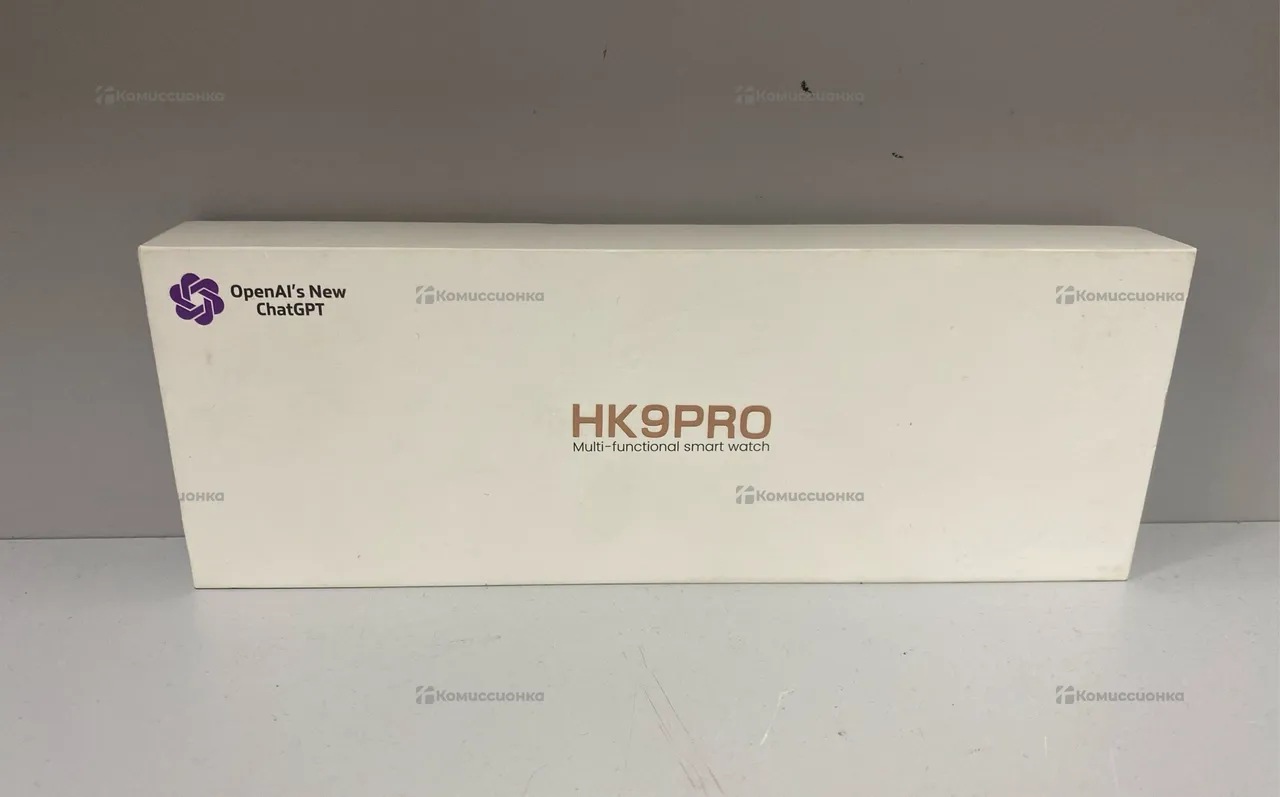 Комиссионка
Комиссионка
OpenAI's New
ChatGPT
Комиссионка
Комиссионка
HK9PRO
Multi-functional smart watch
ионка
Комиссионка
Комиссионка
Комиссионка